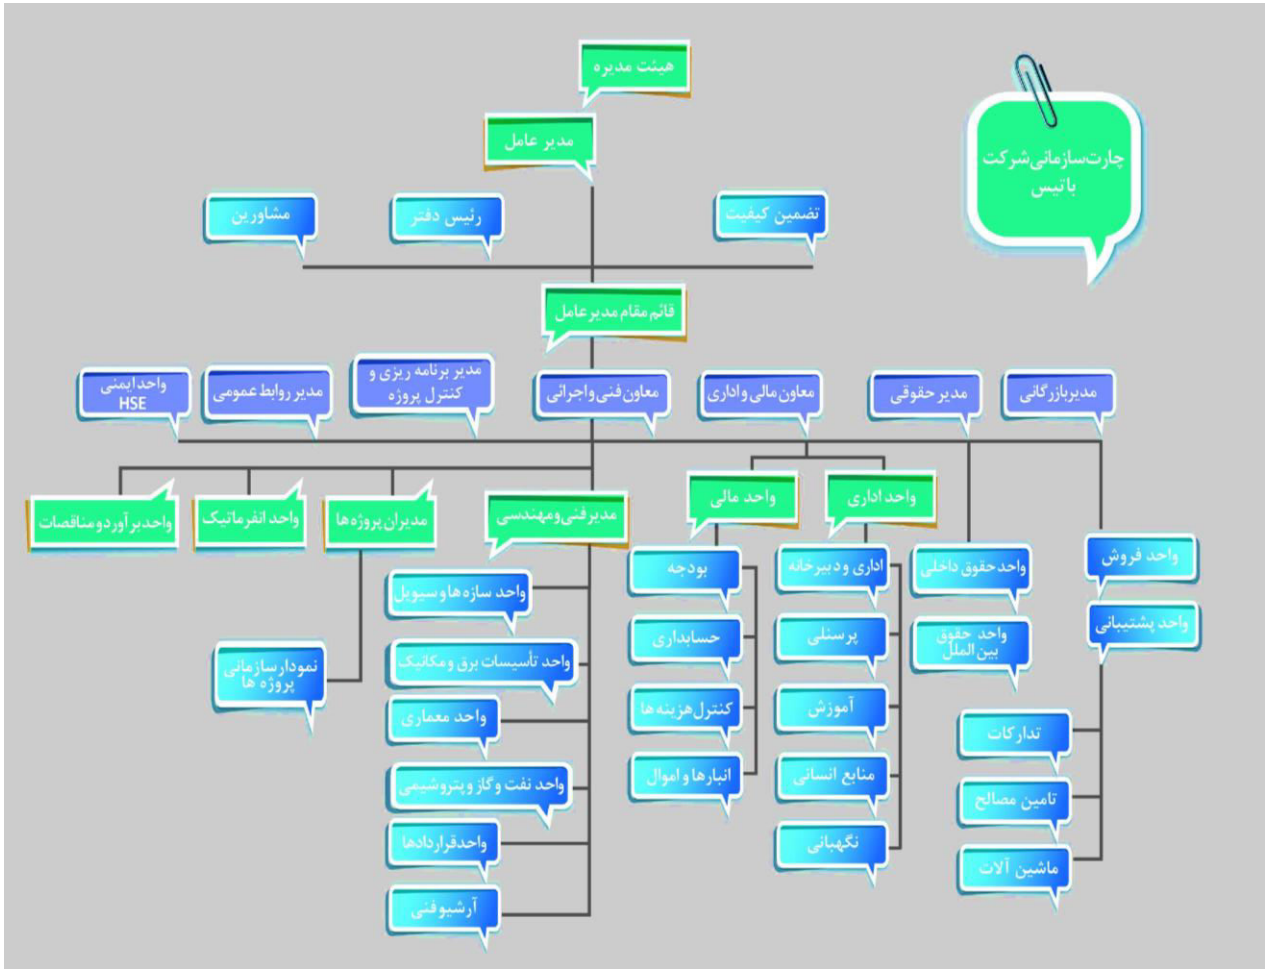 هیئت مدیره
مدیر عامل
چارت سازمانی شرکت
باتیس
تضمین کیفیت
رئیس دفتر
مشاورین
قائم مقام مدیر عامل
مدیر بازرگانی
مدیر حقوقی
معاون مالی و اداری
معاون فنی و اجرائی
مدیر برنامه ریزی و
کنترل پروژه
مدیر روابط عمومی
واحد ایمنی
HSE
واحد اداری
واحد مالی
مدیر فنی و مهندسی
مدیران پروژه ها
واحد انفرماتیک
واحد برآورد و مناقصات
واحد فروش
واحد پشتیبانی
تدارکات
تامین مصالح
ماشین آلات
واحد حقوق داخلی
واحد حقوق
بین الملل
اداری و دبیرخانه
پرسنلی
آموزش
منابع انسانی
نگهبانی
بودجه
حسابداری
کنترل هزینه ها
انبارها و اموال
واحد سازه ها و سیویل
واحد تأسیسات برق و مکانیک
واحد معماری
واحد نفت و گاز و پتروشیمی
واحد قراردادها
آرشیو فنی
نمودار سازمانی
پروژه ها